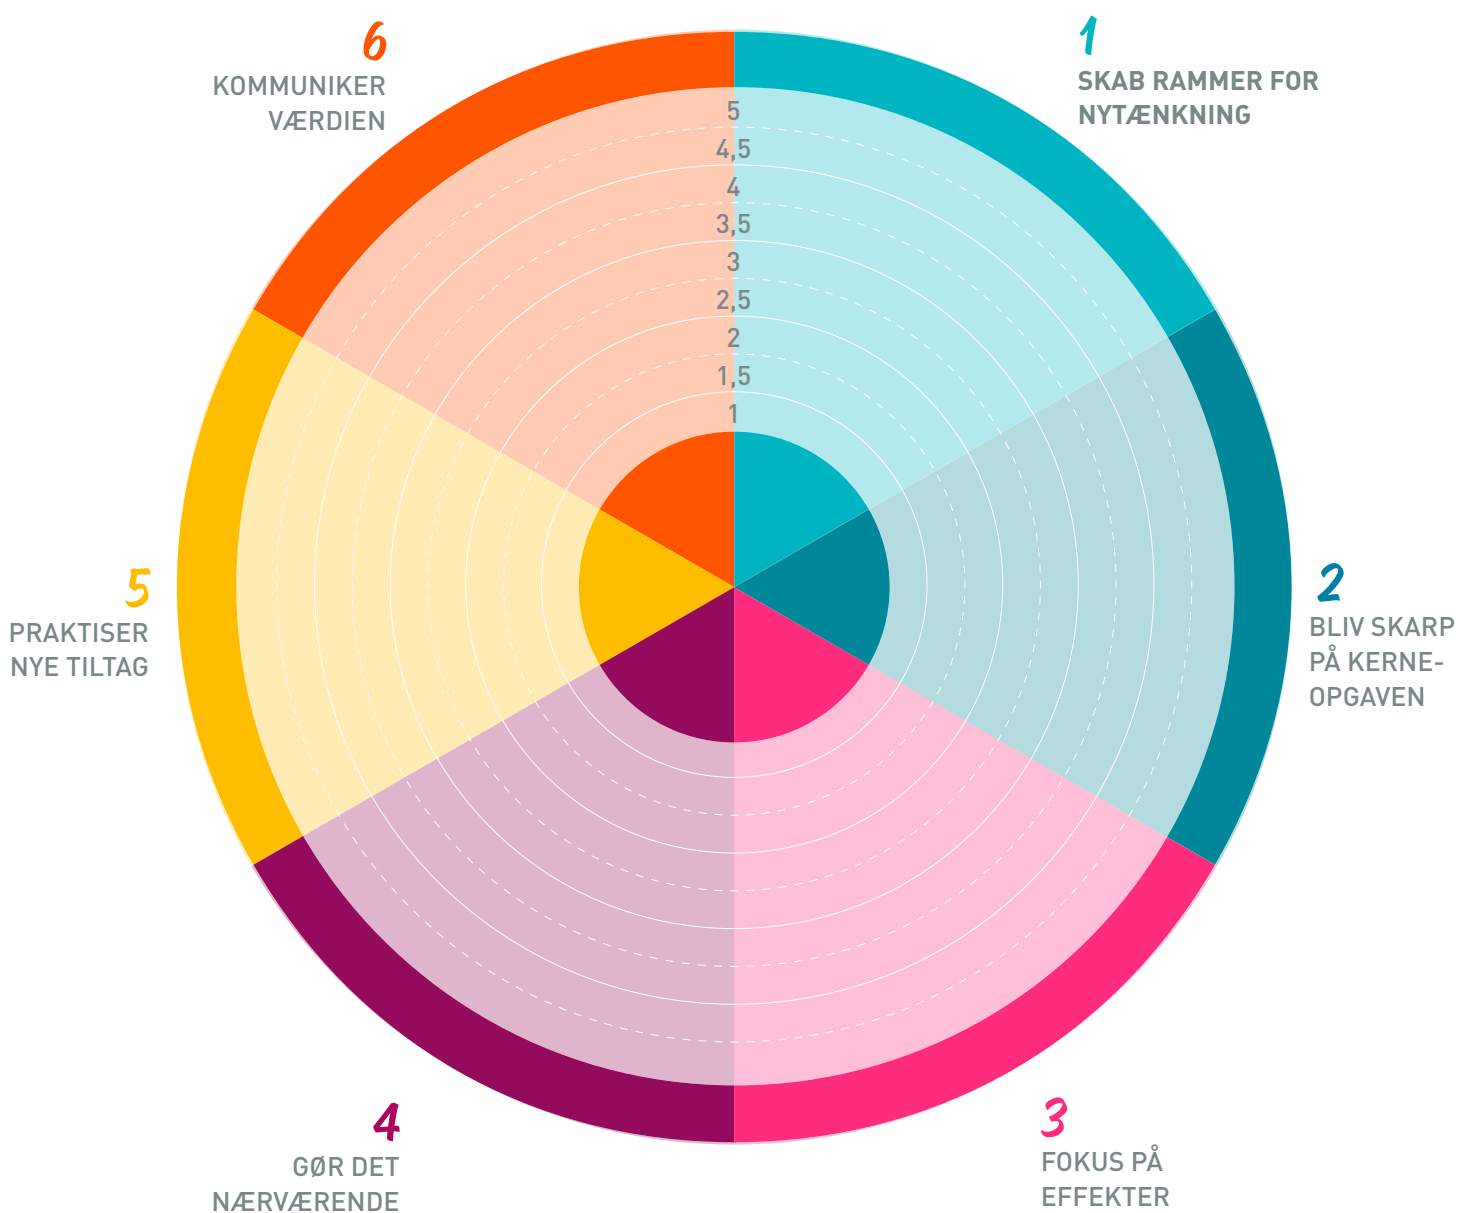 6
KOMMUNIKER
VÆRDIEN
1
SKAB RAMMER FOR
NYTÆNKNING
5
4,5
4
3,5
3
2,5
2
1,5
1
5
PRAKTISER
NYE TILTAG
2
BLIV SKARP
PÅ KERNE-
OPGAVEN
4
GØR DET
NÆRVÆRENDE
3
FOKUS PÅ
EFFEKTER